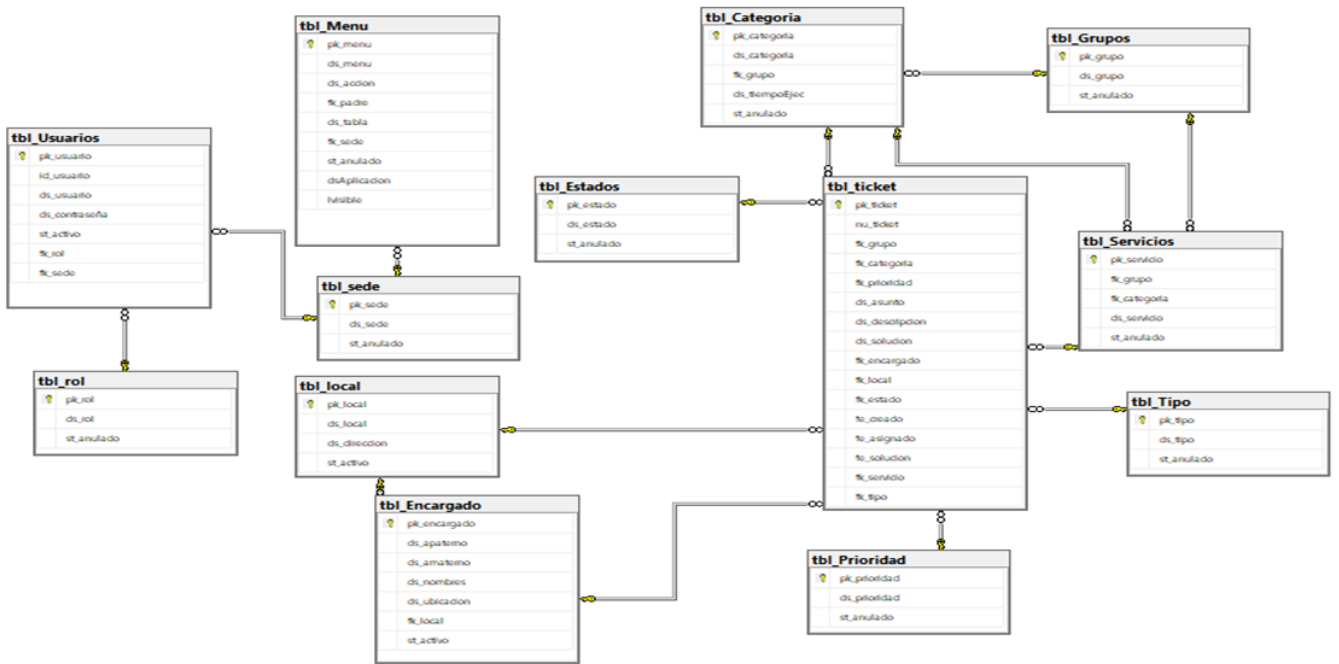 tbl_Menu
pk_menu
ds_menu
ds_accion
fk_padre
ds_tabla
fk_sede
st_anulado
dsAplicacion
lvisible
tbl_Categoria
pk_categoria
ds_categoria
fk_grupo
ds_tiempoEjec
st_anulado
tbl_Grupos
pk_grupo
ds_grupo
st_anulado
tbl_Usuarios
pk_usuario
id_usuario
ds_usuario
ds_contraseña
st_activo
fk_rol
fk_sede
tbl_Estados
pk_estado
ds_estado
st_anulado
tbl_ticket
pk_ticket
nu_ticket
fk_grupo
fk_categoria
fk_prioridad
ds_asunto
ds_descripcion
ds_solucion
fk_encargado
fk_local
fk_estado
fe_creado
fe_asignado
fe_solucion
fk_servicio
fk_tipo
tbl_Servicios
pk_servicio
fk_grupo
fk_categoria
ds_servicio
st_anulado
tbl_sede
pk_sede
ds_sede
st_anulado
tbl_rol
pk_rol
ds_rol
st_anulado
tbl_local
pk_local
ds_local
ds_direccion
st_activo
tbl_Tipo
pk_tipo
ds_tipo
st_anulado
tbl_Encargado
pk_encargado
ds_apaterno
ds_amaterno
ds_nombres
ds_ubicacion
fk_local
st_activo
tbl_Prioridad
pk_prioridad
ds_prioridad
st_anulado